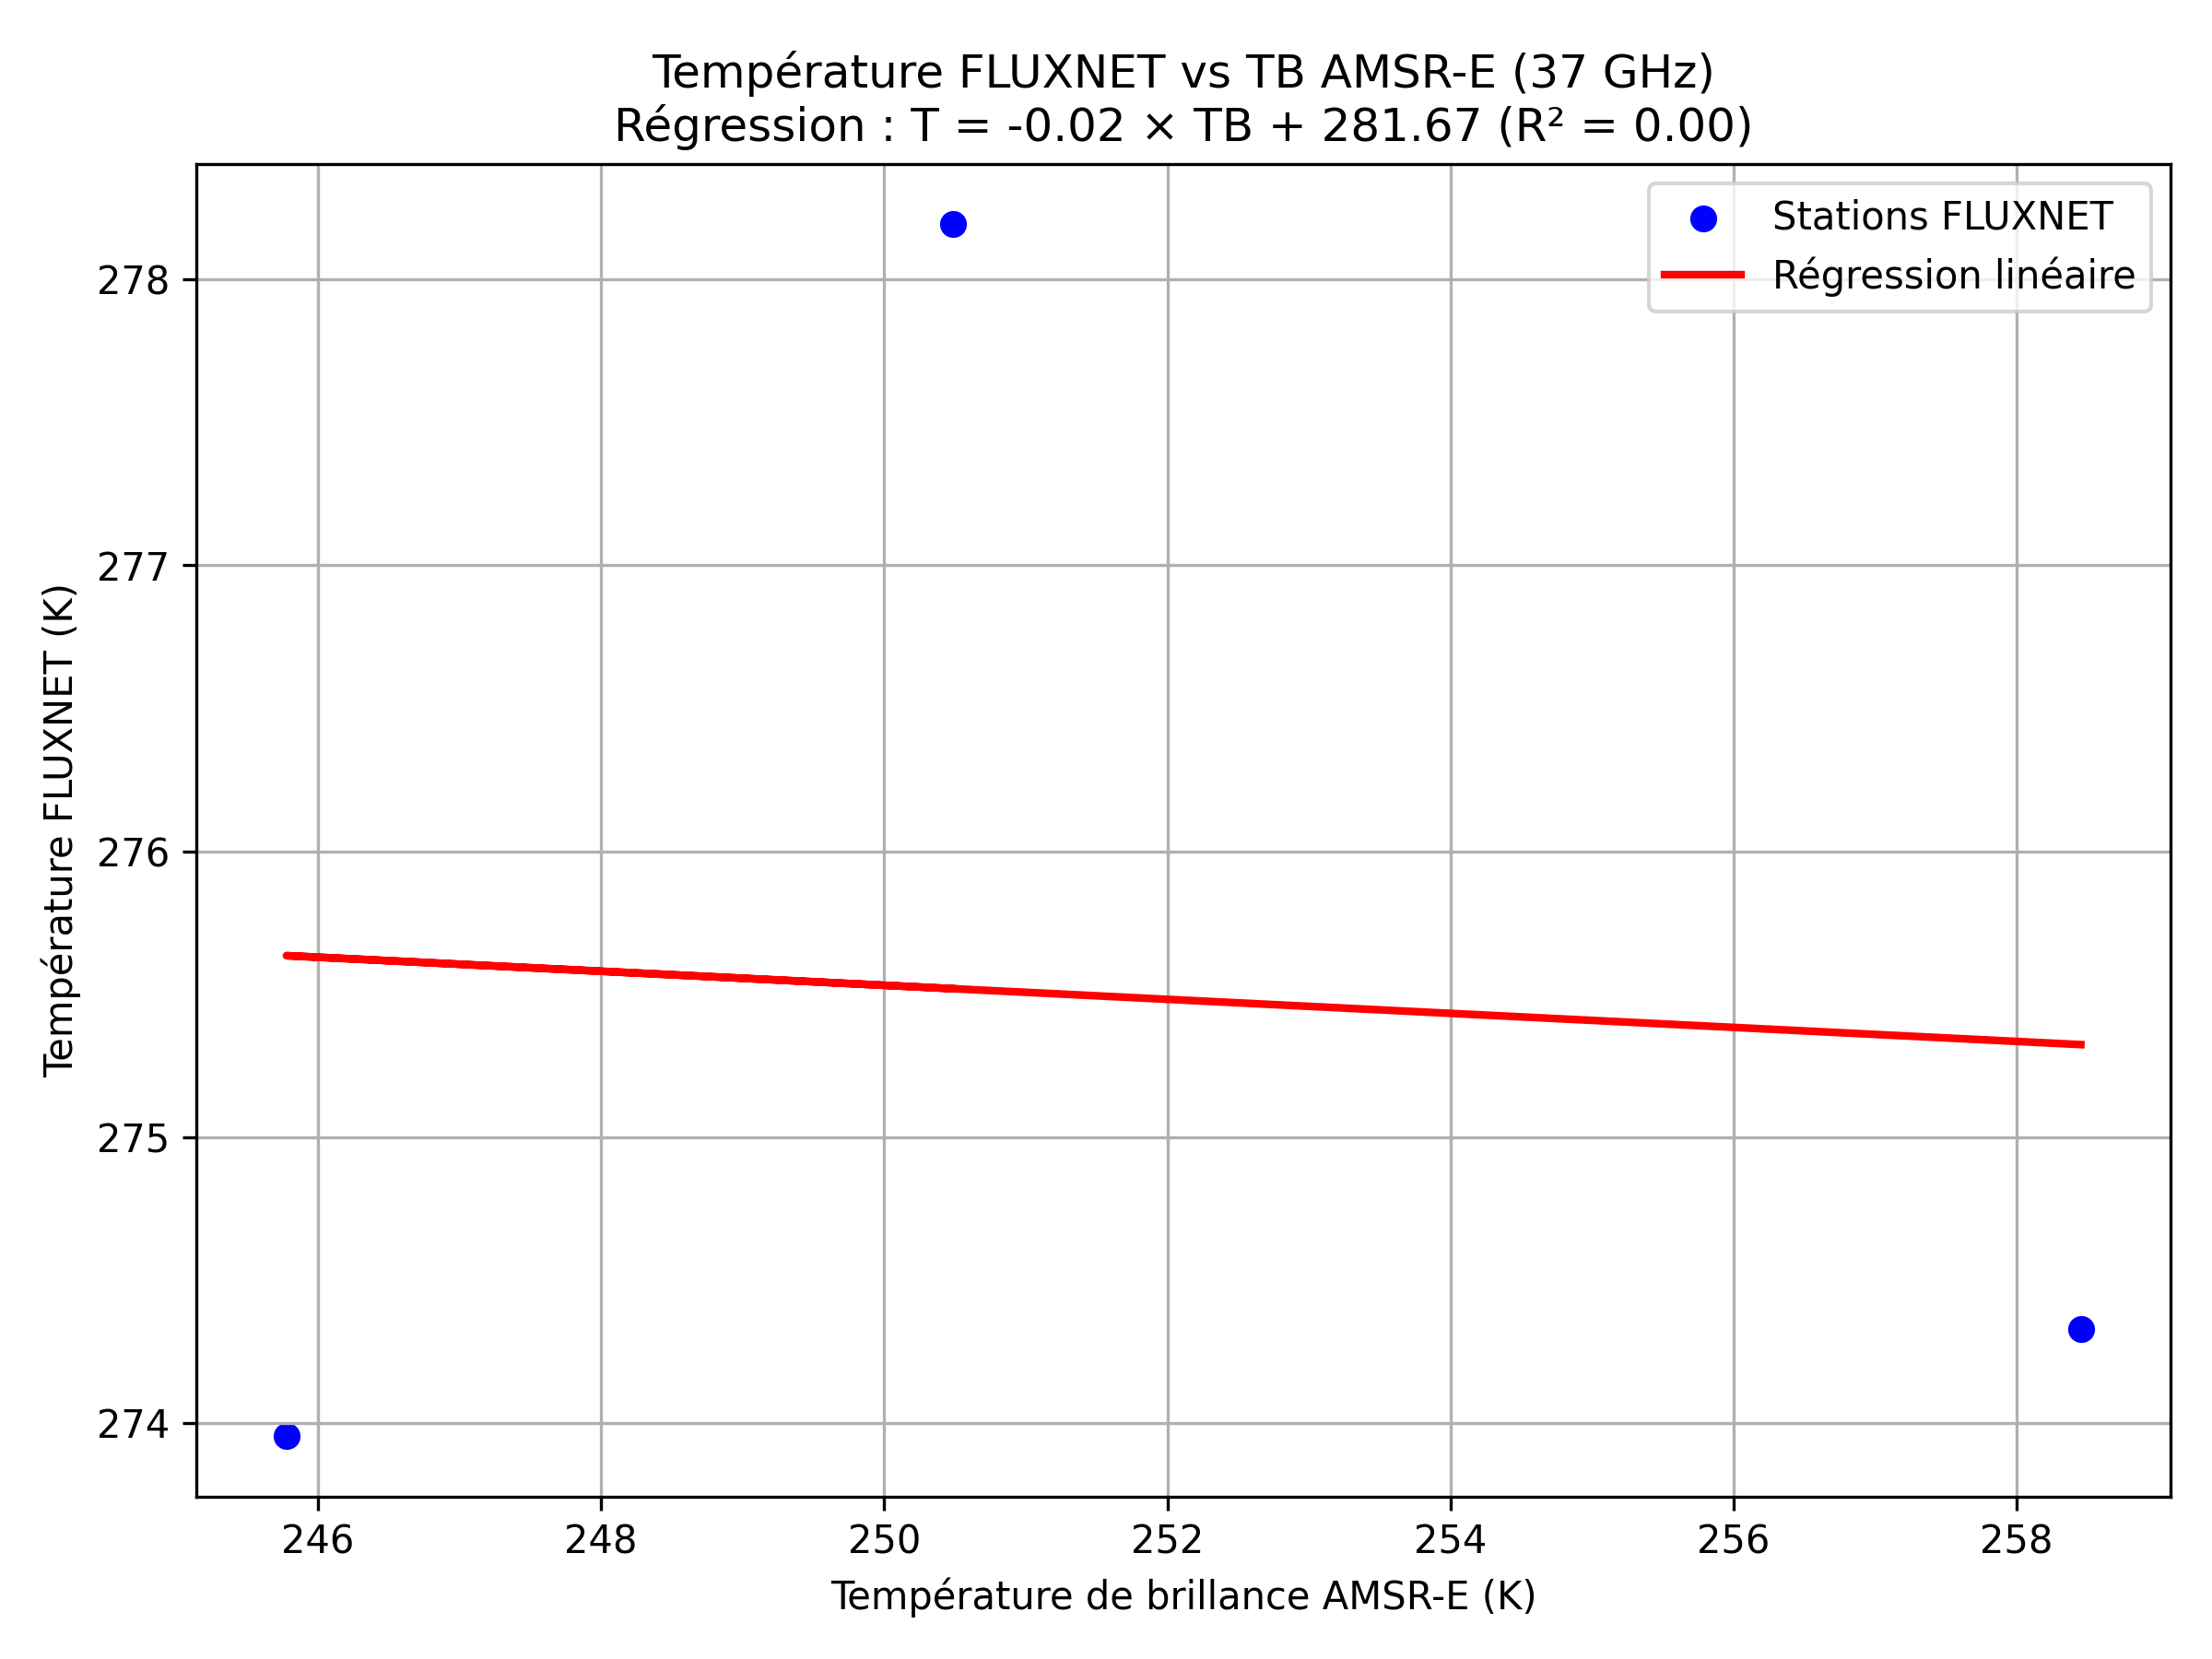 Température FLUXNET vs TB AMSR-E (37 GHz)
Régression : T = -0.02 × TB + 281.67 (R² = 0.00)
Stations FLUXNET
Régression linéaire
278
277
276
275
274
Température FLUXNET (K)
246 248 250 252 254 256 258
Température de brillance AMSR-E (K)